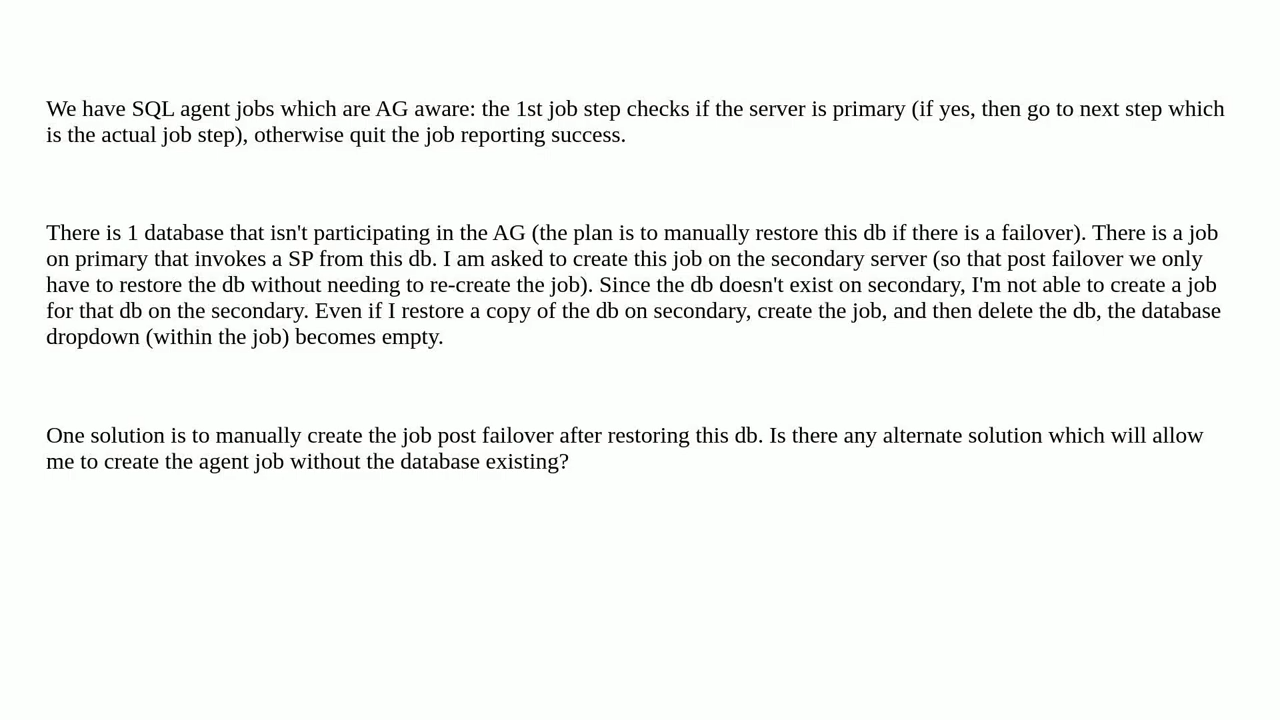 We have SQL agent jobs which are AG aware: the 1st job step checks if the server is primary (if yes, then go to next step which
is the actual job step), otherwise quit the job reporting success.
There is 1 database that isn't participating in the AG (the plan is to manually restore this db if there is a failover). There is a job
on primary that invokes a SP from this db. I am asked to create this job on the secondary server (so that post failover we only
have to restore the db without needing to re-create the job). Since the db doesn't exist on secondary, I'm not able to create a job
for that db on the secondary. Even if I restore a copy of the db on secondary, create the job, and then delete the db, the database
dropdown (within the job) becomes empty.
One solution is to manually create the job post failover after restoring this db. Is there any alternate solution which will allow
me to create the agent job without the database existing?